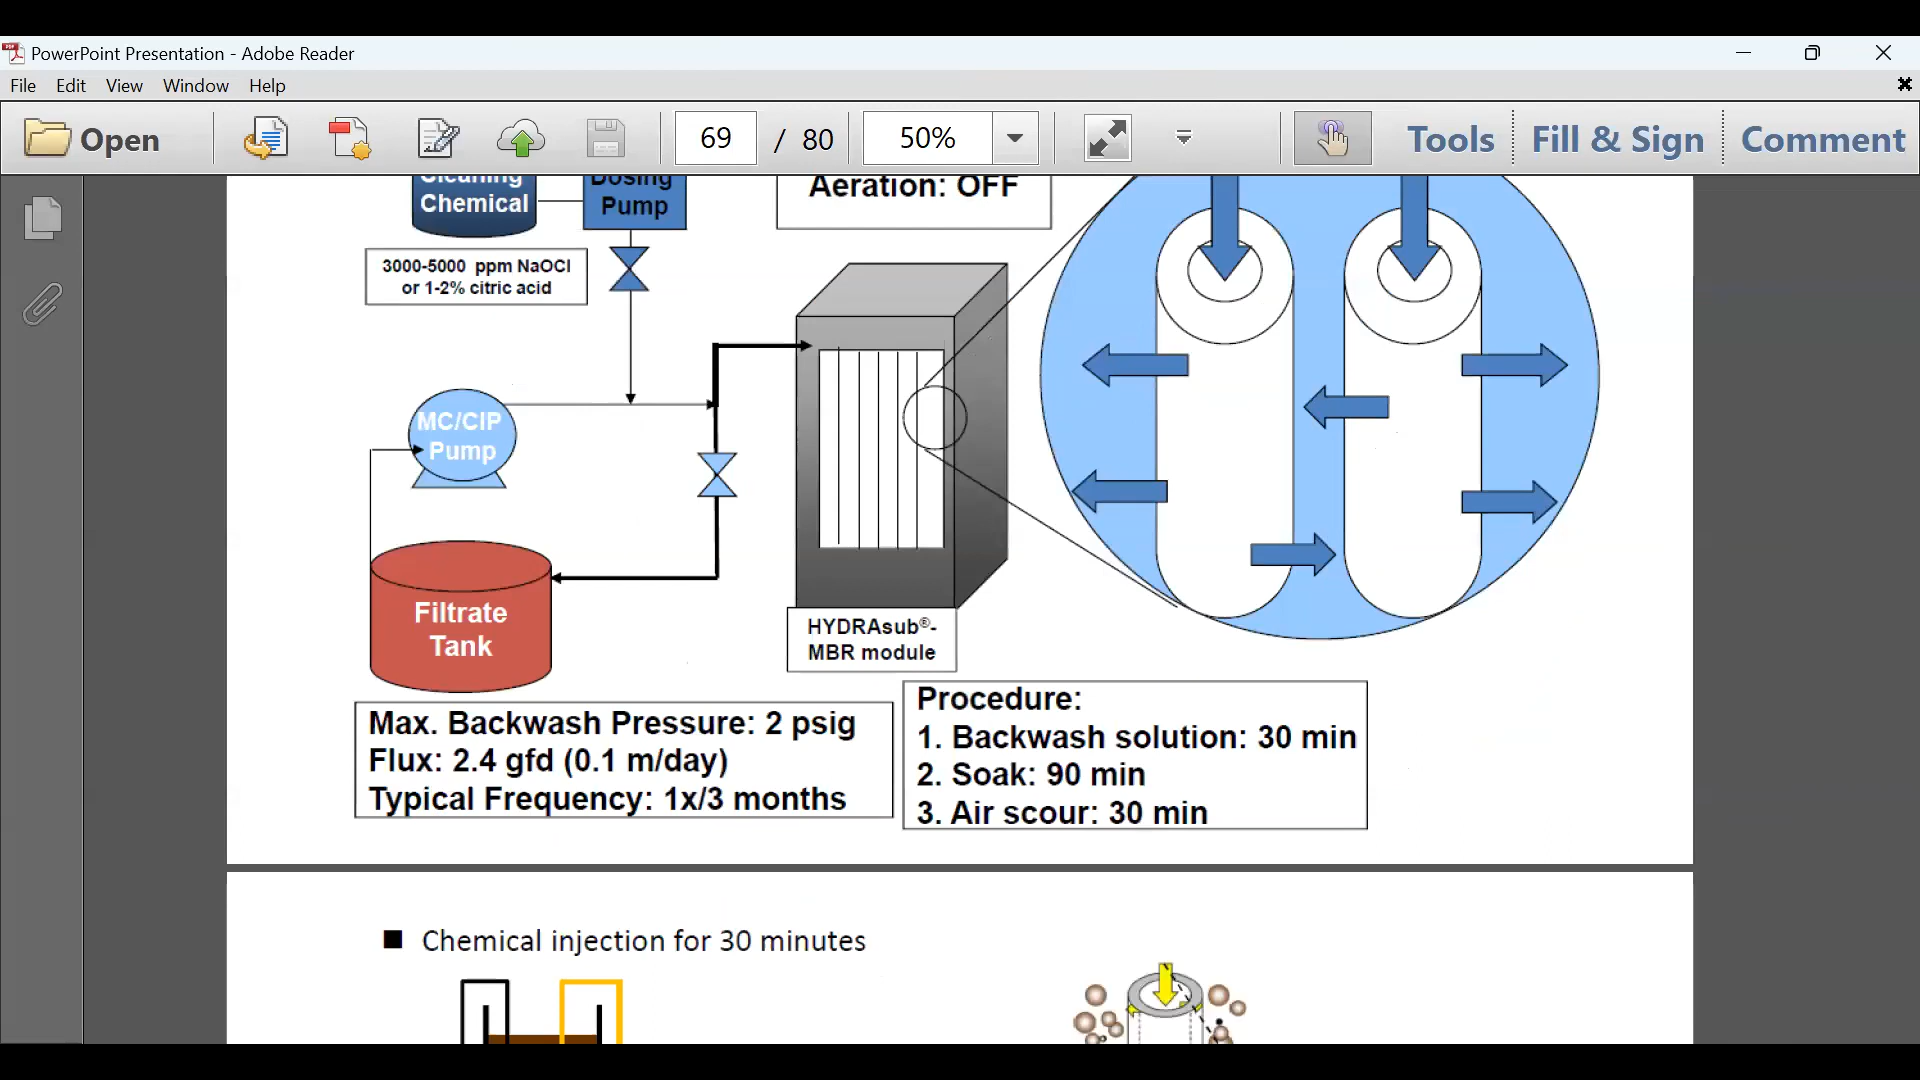 PowerPoint Presentation - Adobe Reader
File Edit View Window Help
Open 69 / 80 50% Tools Fill & Sign Comment
Cleaning
Chemical
Dosing
Pump
Aeration: OFF
3000-5000 ppm NaOCl
or 1-2% citric acid
MC/CIP
Pump
Filtrate
Tank
HYDRAsub®-
MBR module
Max. Backwash Pressure: 2 psig
Flux: 2.4 gfd (0.1 m/day)
Typical Frequency: 1x/3 months
Procedure:
1. Backwash solution: 30 min
2. Soak: 90 min
3. Air scour: 30 min
■ Chemical injection for 30 minutes